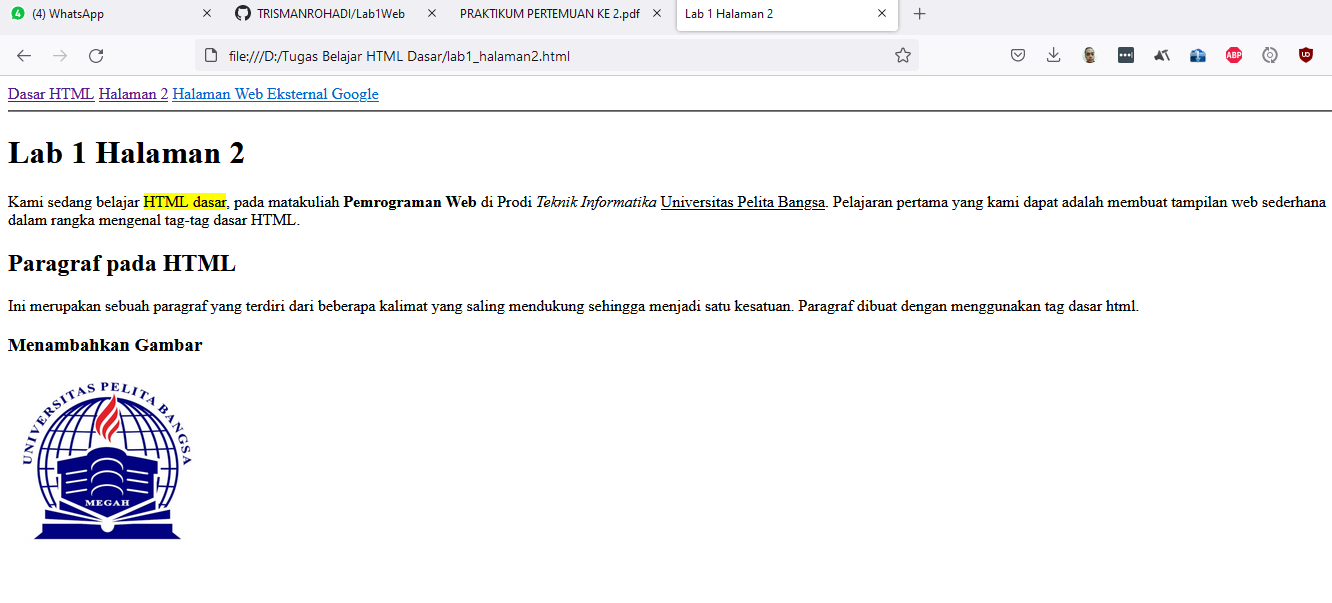 4 (4) WhatsApp
TRISMANROHADI/Lab1Web
PRAKTIKUM PERTEMUAN KE 2.pdf
Lab 1 Halaman 2
file:///D:/Tugas Belajar HTML Dasar/lab1_halaman2.html
ABP
UD
Dasar HTML Halaman 2 Halaman Web Eksternal Google
Lab 1 Halaman 2
Kami sedang belajar HTML dasar, pada matakuliah Pemrograman Web di Prodi Teknik Informatika Universitas Pelita Bangsa. Pelajaran pertama yang kami dapat adalah membuat tampilan web sederhana
dalam rangka mengenal tag-tag dasar HTML.
Paragraf pada HTML
Ini merupakan sebuah paragraf yang terdiri dari beberapa kalimat yang saling mendukung sehingga menjadi satu kesatuan. Paragraf dibuat dengan menggunakan tag dasar html.
Menambahkan Gambar
UNIVERSITAS PELITA BANGSA
MEGAH